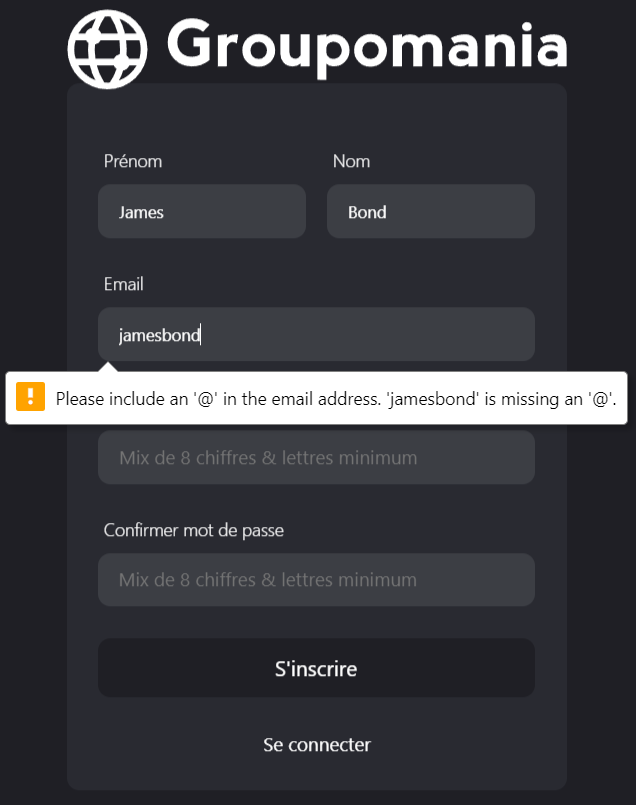 Groupomania
Prénom
Nom
James
Bond
Email
jamesbond
Please include an '@' in the email address. 'jamesbond' is missing an '@'.
Mix de 8 chiffres & lettres minimum
Confirmer mot de passe
Mix de 8 chiffres & lettres minimum
S'inscrire
Se connecter